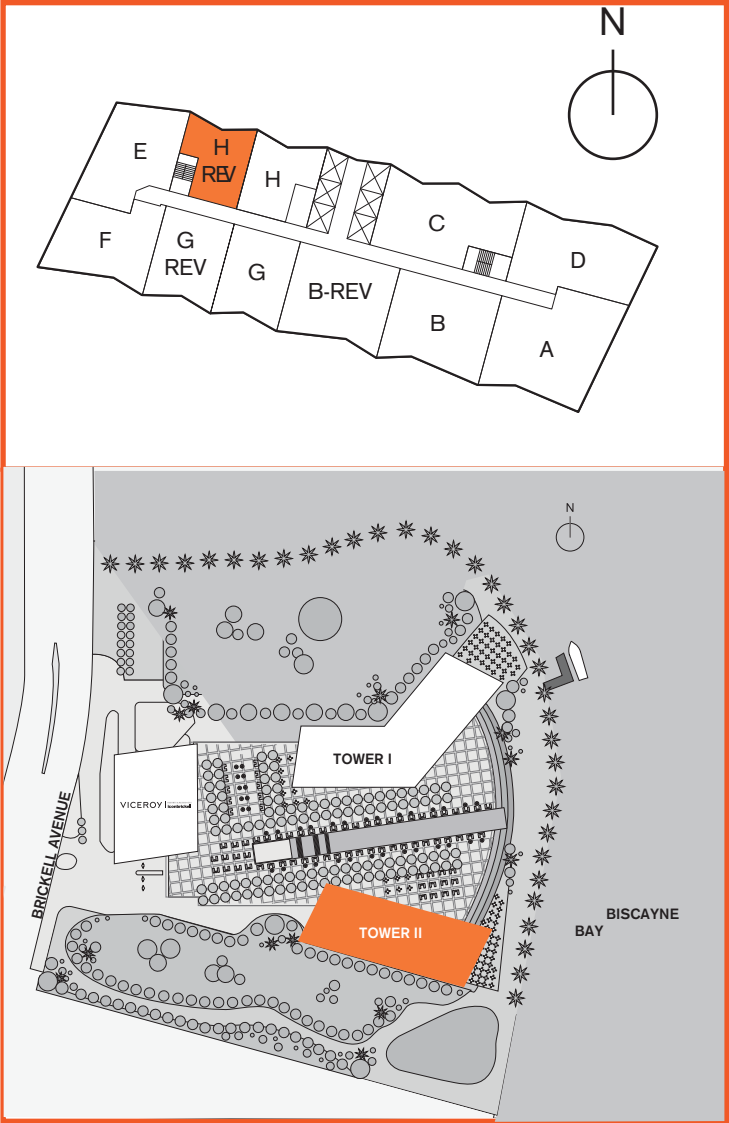 N
E
H
REV
H
C
D
F
G
REV
G
B-REV
B
A
N
TOWER I
VICEROY
BRICKELL AVENUE
BISCAYNE
BAY
TOWER II